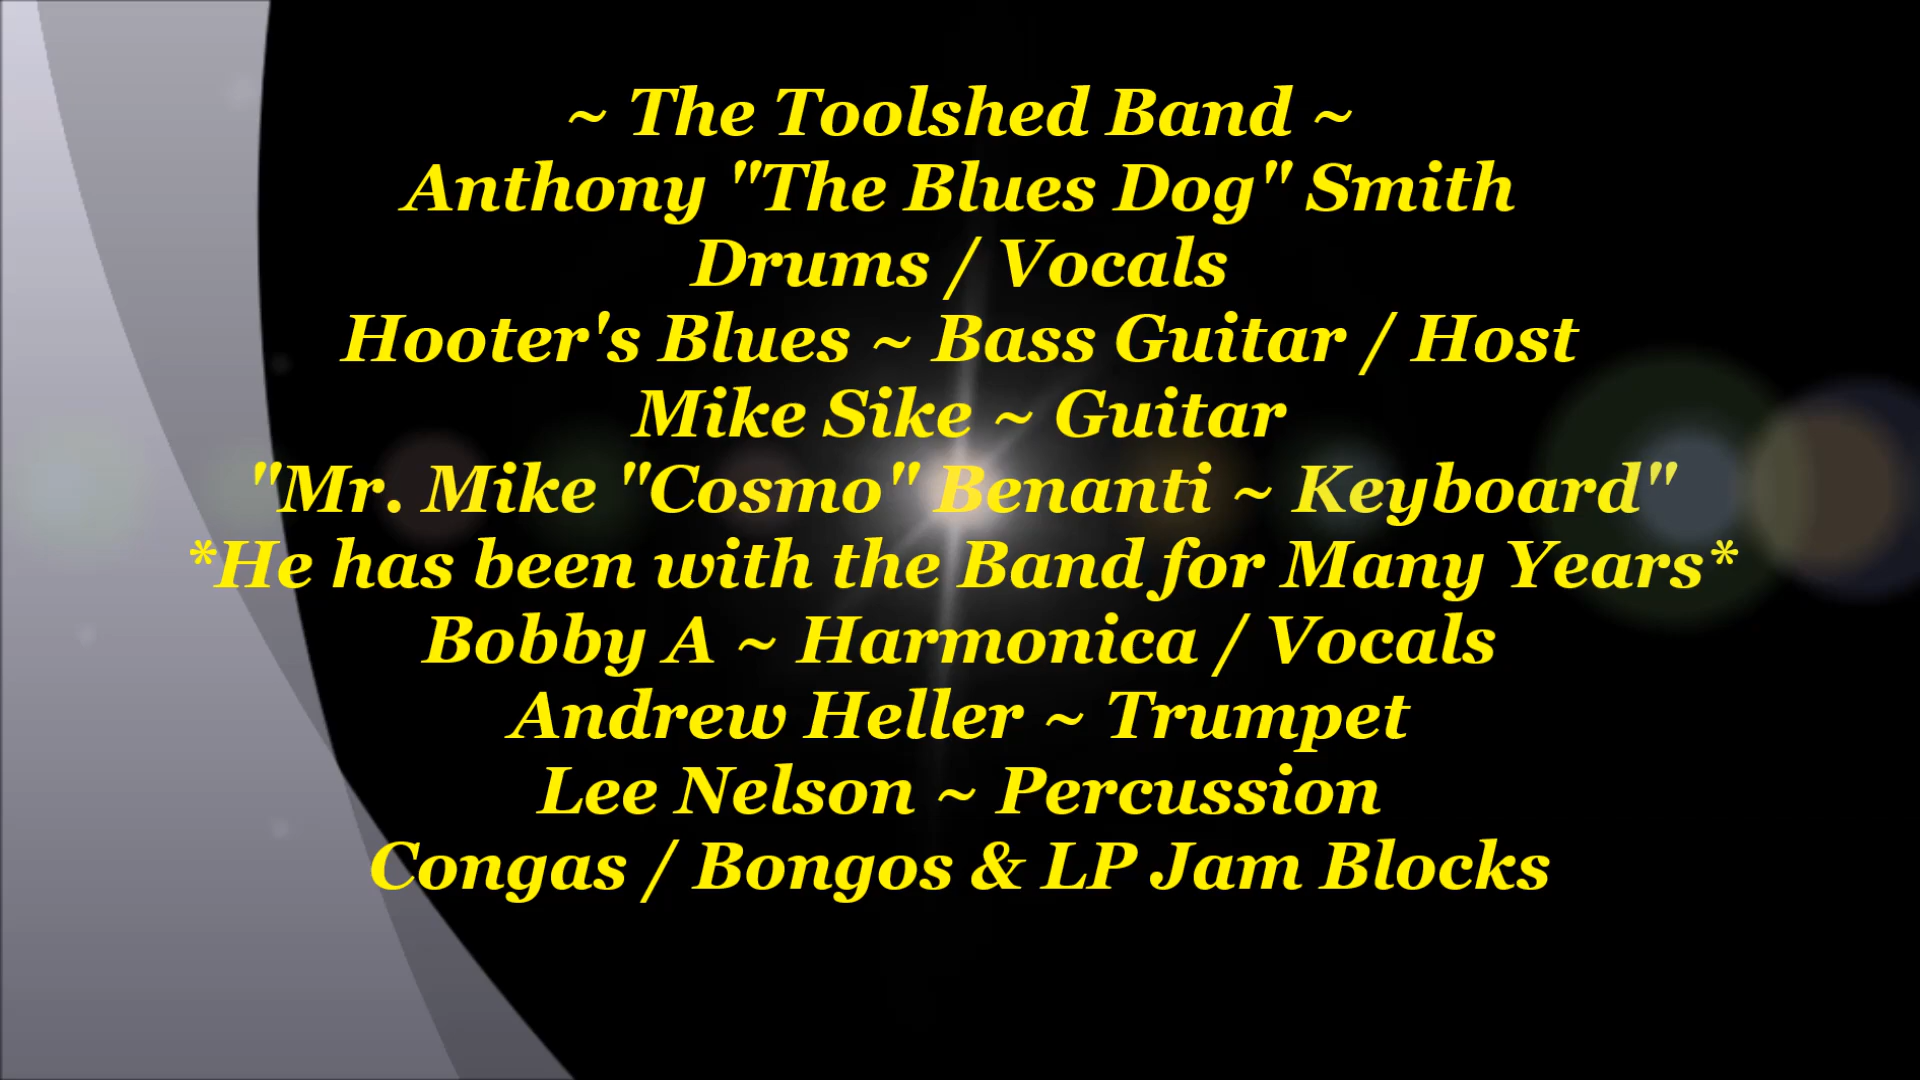 ~ The Toolshed Band ~
Anthony "The Blues Dog" Smith
Drums / Vocals
Hooter's Blues ~ Bass Guitar / Host
Mike Sike ~ Guitar
"Mr. Mike "Cosmo" Benanti ~ Keyboard"
*He has been with the Band for Many Years*
Bobby A ~ Harmonica / Vocals
Andrew Heller ~ Trumpet
Lee Nelson ~ Percussion
Congas / Bongos & LP Jam Blocks